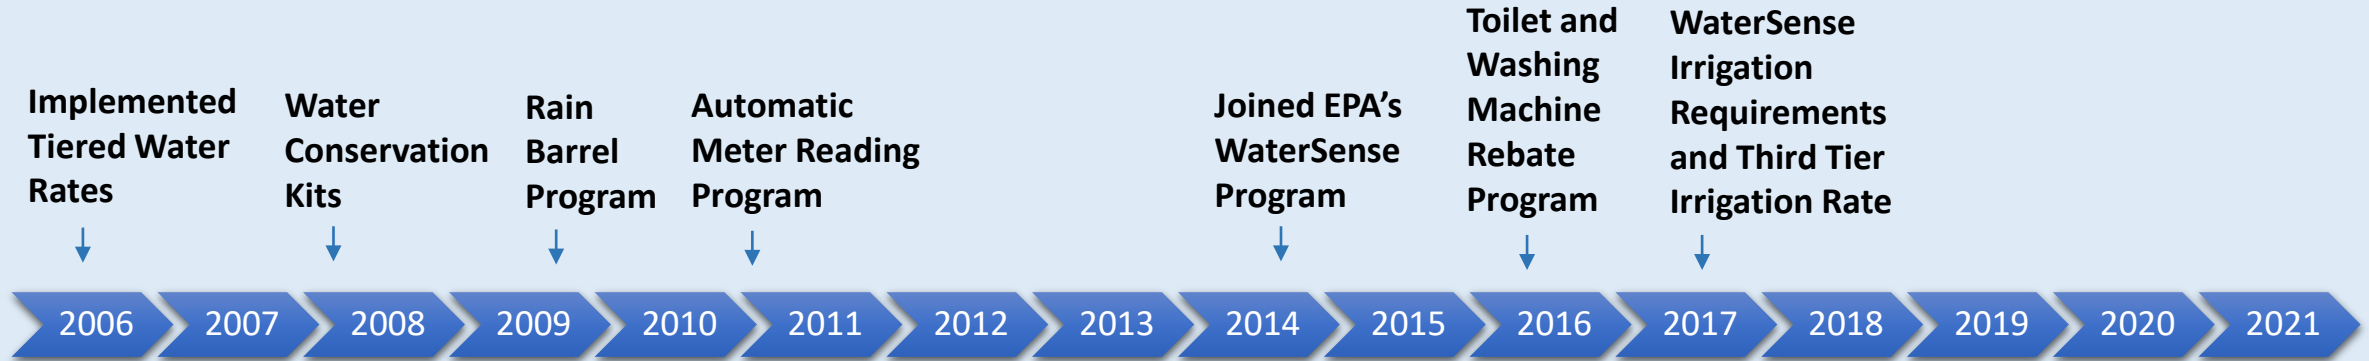 Implemented
Tiered Water
Rates
Water
Conservation
Kits
Rain
Barrel
Program
Automatic
Meter Reading
Program
Joined EPA’s
WaterSense
Program
Toilet and
Washing
Machine
Rebate
Program
WaterSense
Irrigation
Requirements
and Third Tier
Irrigation Rate
2006
2007
2008
2009
2010
2011
2012
2013
2014
2015
2016
2017
2018
2019
2020
2021